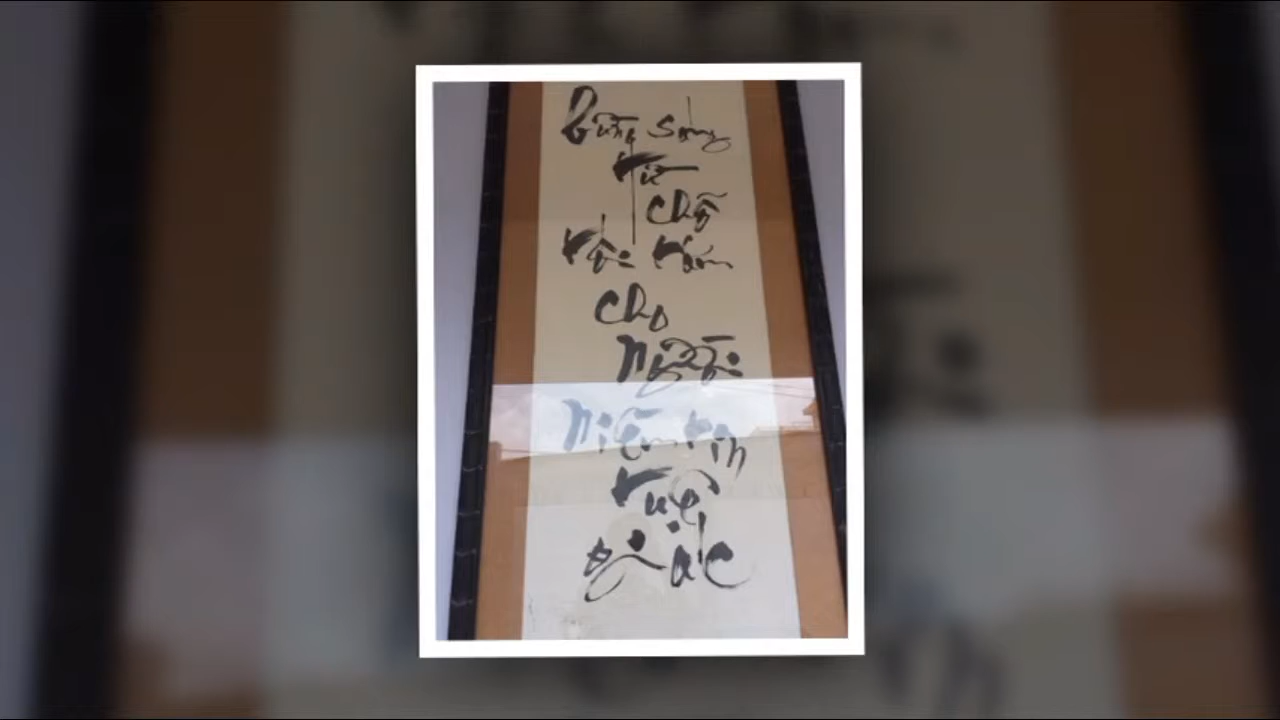 Bừng sáng
từ
chỗ
tối tăm
cho
người
niềm tin
tuệ
giác